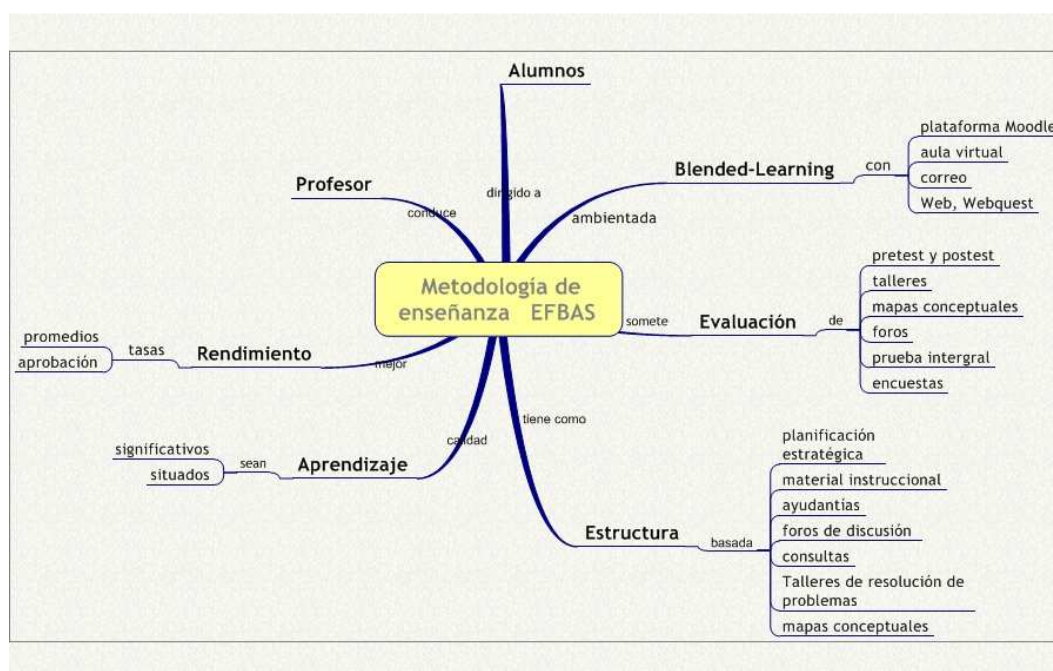 Alumnos
plataforma Moodle
aula virtual
Blended-Learning
con
correo
Web, Webquest
Profesor
dirigido a
conduce
ambientada
Metodología de
enseñanza EFBAS
pretest y postest
talleres
mapas conceptuales
somete
Evaluación
de
foros
prueba intergral
encuestas
promedios
tasas
Rendimiento
aprobación
mejor
tiene como
calidad
significativos
sean
Aprendizaje
situados
planificación
estratégica
material instruccional
ayudantías
Estructura
basada
foros de discusión
consultas
Talleres de resolución de
problemas
mapas conceptuales